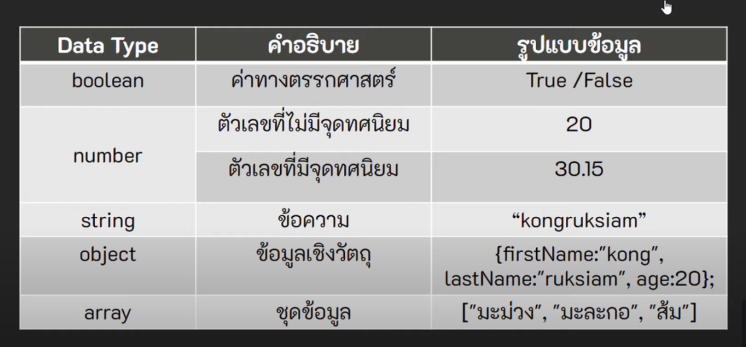 Data Type คำอธิบาย รูปแบบข้อมูล
boolean ค่าทางตรรกศาสตร์ True /False
number ตัวเลขที่ไม่มีจุดทศนิยม 20
ตัวเลขที่มีจุดทศนิยม 30.15
string ข้อความ “kongruksiam”
object ข้อมูลเชิงวัตถุ {firstName:"kong",
lastName:"ruksiam", age:20};
array ชุดข้อมูล ["มะม่วง", "มะละกอ", "ส้ม"]